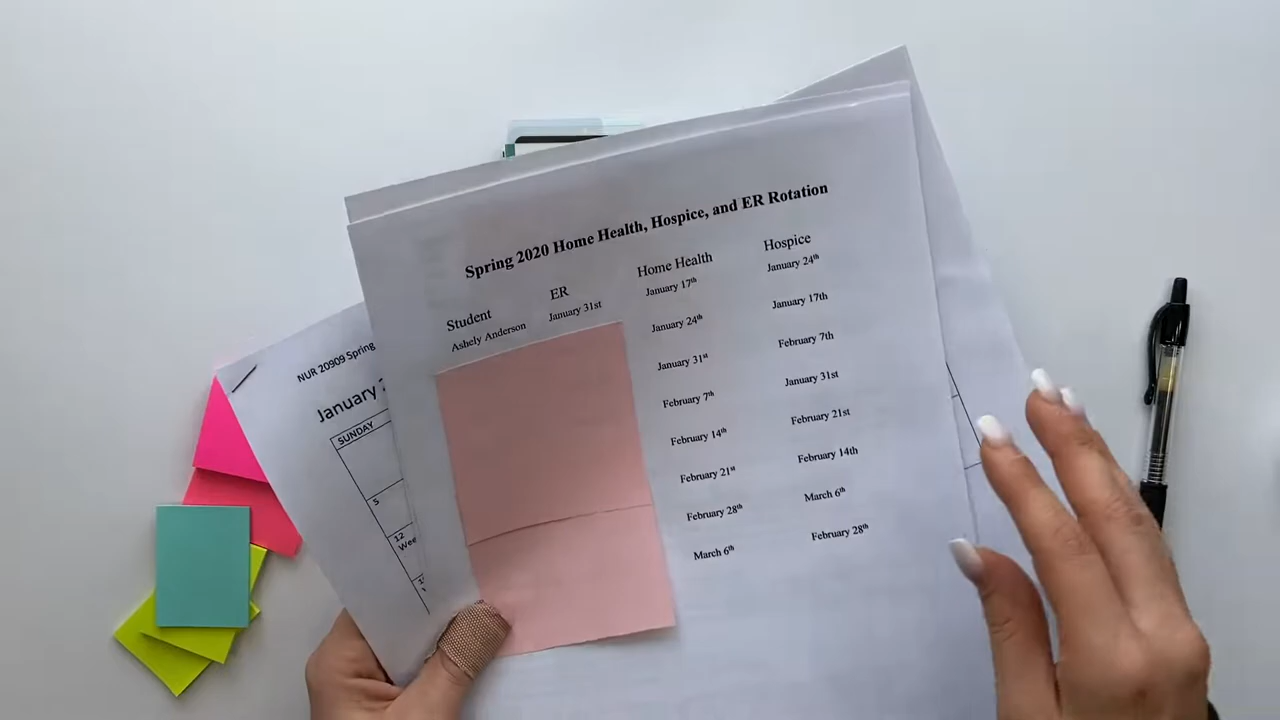 Spring 2020 Home Health, Hospice, and ER Rotation
Student ER Home Health Hospice
Ashely Anderson January 31st January 17th January 24th
January 24th January 17th
January 31st February 7th
February 7th January 31st
February 14th February 21st
February 21st February 14th
February 28th March 6th
March 6th February 28th
NUR 20909 Spring
January
SUNDAY
5
12
Wee